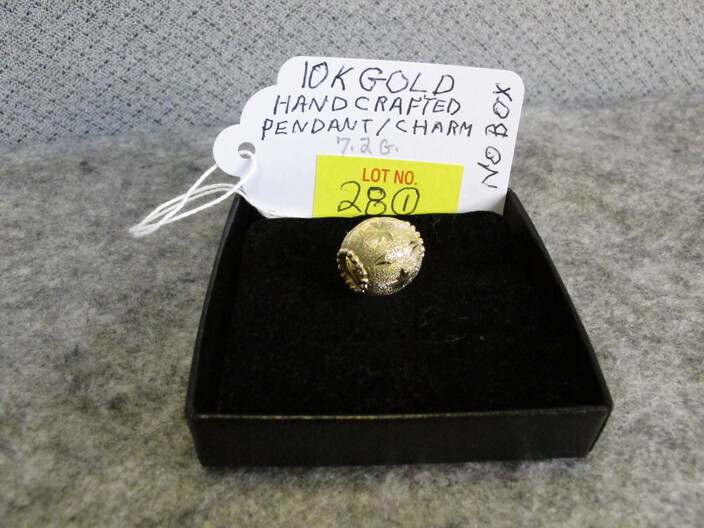 10K GOLD
HANDCRAFTED
PENDANT/CHARM
7.2G.
NO BOX
LOT NO.
28①